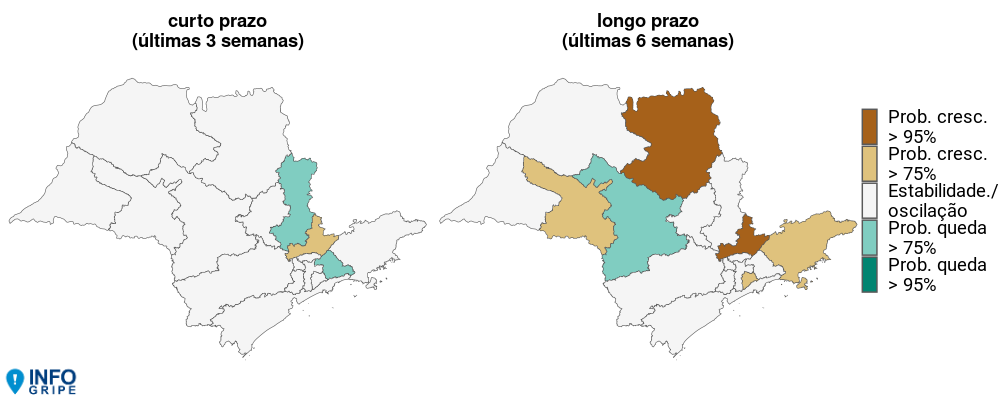 curto prazo
(últimas 3 semanas)
longo prazo
(últimas 6 semanas)
Prob. cresc.
> 95%
Prob. cresc.
> 75%
Estabilidade./
oscilação
Prob. queda
> 75%
Prob. queda
> 95%
INFO
GRIPE